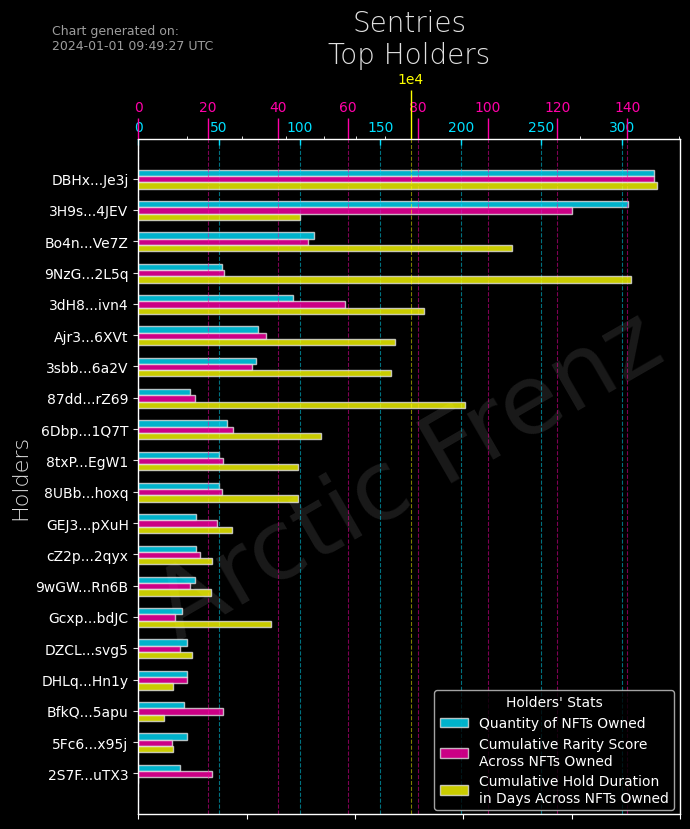 Chart generated on:
2024-01-01 09:49:27 UTC
Sentries
Top Holders
1e4
0 20 40 60 80 100 120 140
0 50 100 150 200 250 300
Holders
DBHx...Je3j
3H9s...4JEV
Bo4n...Ve7Z
9NzG...2L5q
3dH8...ivn4
Ajr3...6XVt
3sbb...6a2V
87dd...rZ69
6Dbp...1Q7T
8txP...EgW1
8UBb...hoxq
GEJ3...pXuH
cZ2p...2qyx
9wGW...Rn6B
Gcxp...bdJC
DZCL...svg5
DHLq...Hn1y
BfkQ...5apu
5Fc6...x95j
2S7F...uTX3
Arctic Frenz
Holders' Stats
Quantity of NFTs Owned
Cumulative Rarity Score
Across NFTs Owned
Cumulative Hold Duration
in Days Across NFTs Owned